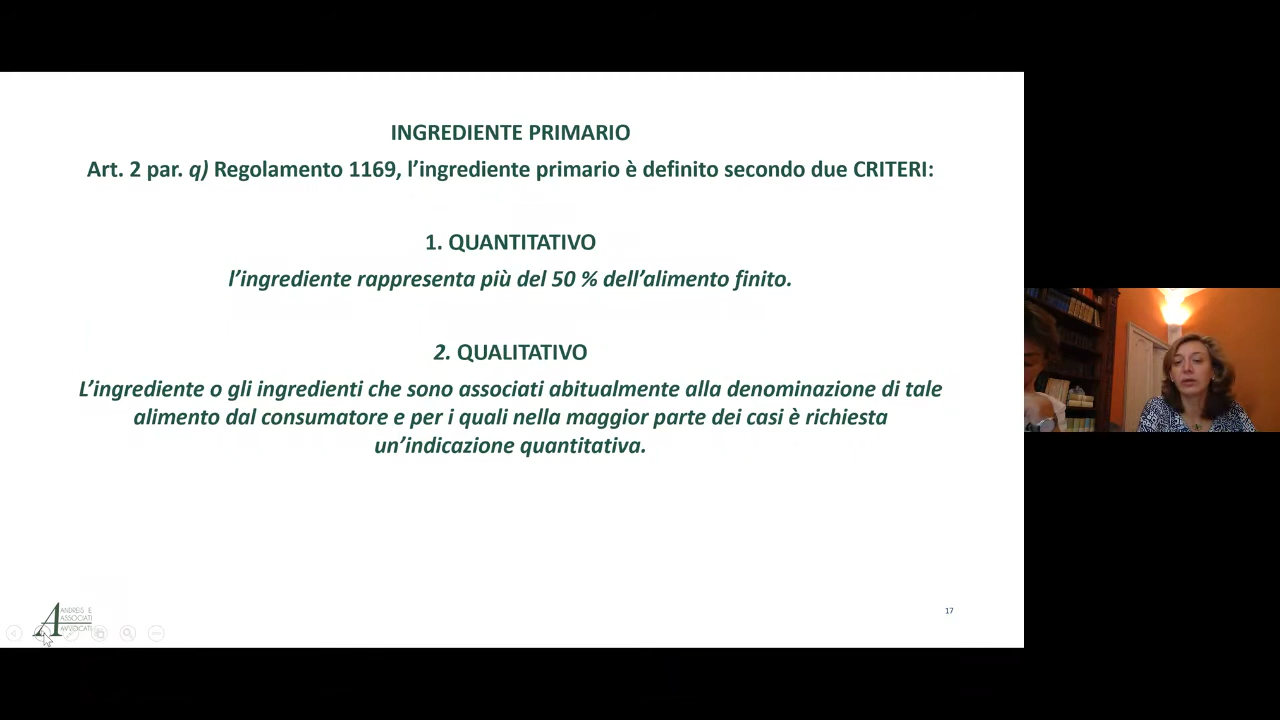 INGREDIENTE PRIMARIO
Art. 2 par. q) Regolamento 1169, l’ingrediente primario è definito secondo due CRITERI:
1. QUANTITATIVO
l’ingrediente rappresenta più del 50 % dell’alimento finito.
2. QUALITATIVO
L’ingrediente o gli ingredienti che sono associati abitualmente alla denominazione di tale
alimento dal consumatore e per i quali nella maggior parte dei casi è richiesta
un’indicazione quantitativa.
ANDREIS E
ASSOCIATI
AVVOCATI
17